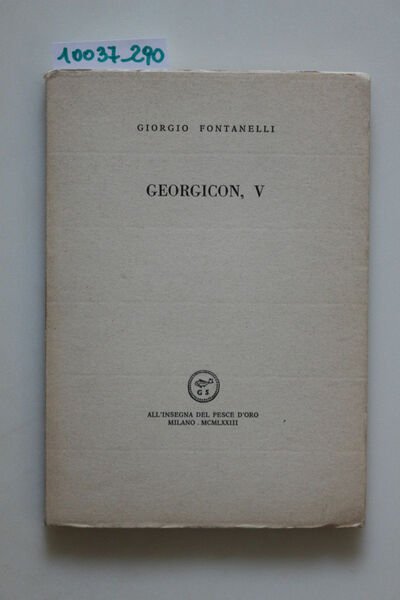 10037_290
GIORGIO FONTANELLI
GEORGICON, V
G S
ALL'INSEGNA DEL PESCE D'ORO
MILANO . MCMLXXIII